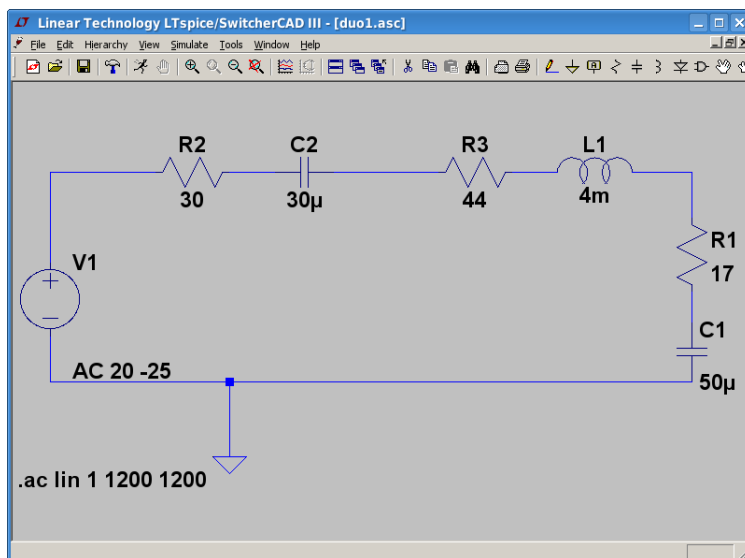 Linear Technology LTspice/SwitcherCAD III - [duo1.asc]
File Edit Hierarchy View Simulate Tools Window Help
R2 C2 R3 L1
30 30µ 44 4m
R1
17
V1
C1
50µ
AC 20 -25
.ac lin 1 1200 1200